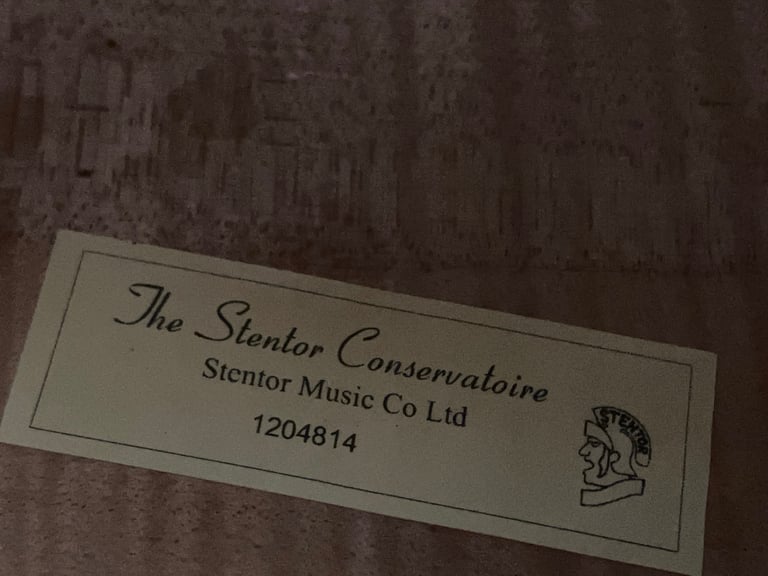 The Stentor Conservatoire
Stentor Music Co Ltd
1204814
STENTOR